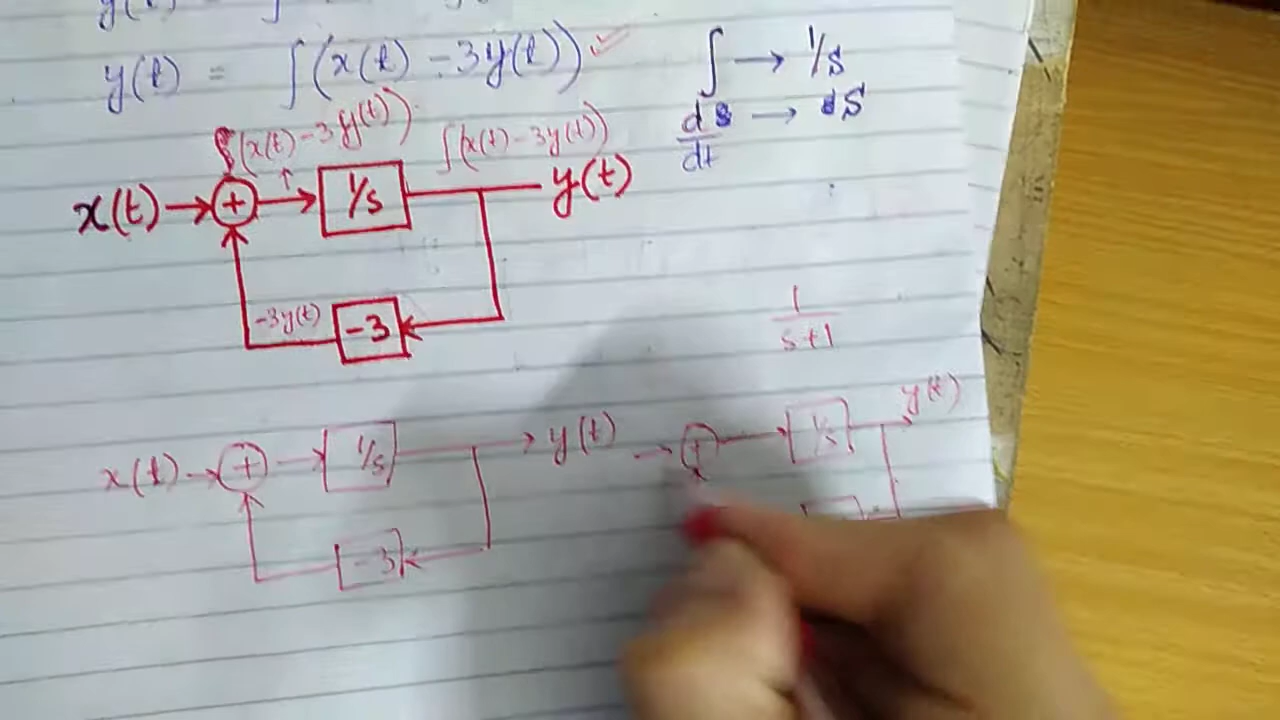 y(t) = ∫(x(t) - 3y(t))
∫ → 1/s
d/dt → s
(x(t) - 3y(t))
∫(x(t) - 3y(t))
x(t) → + → 1/s y(t)
-3y(t) -3
1
s+1
x(t) → + → 1/s → y(t)
-3
→ + → 1/s → y(t)